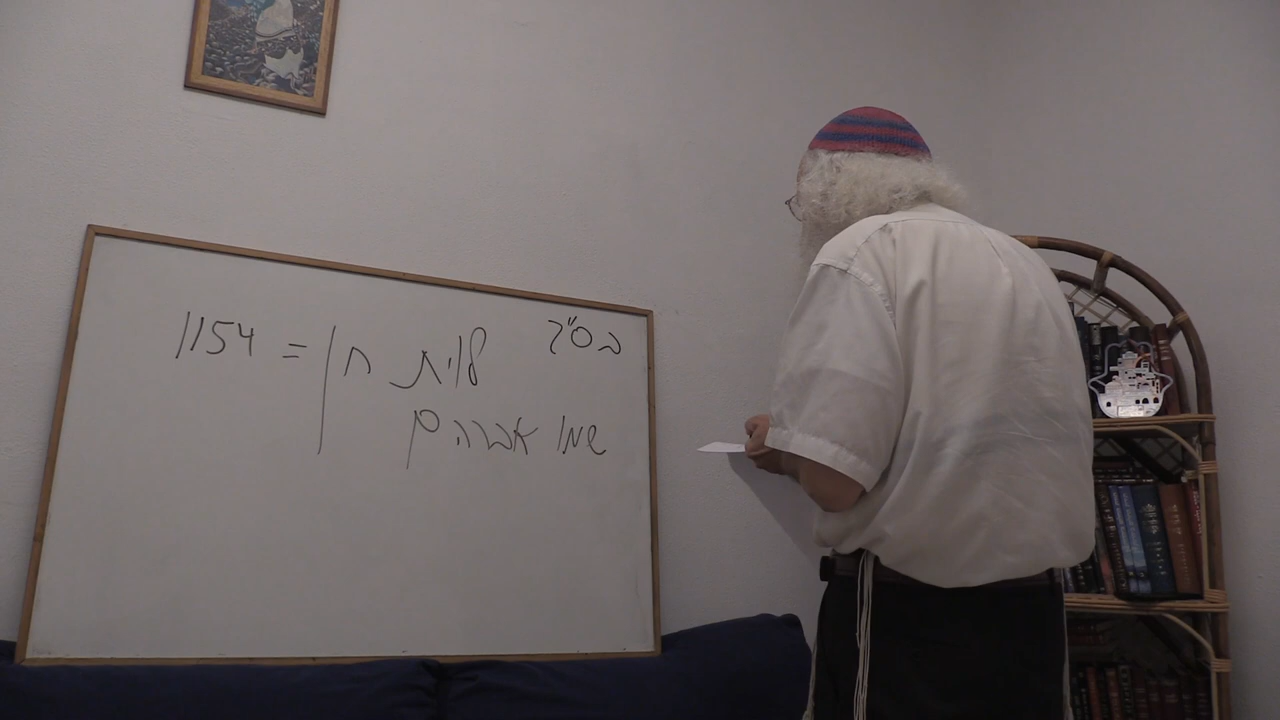 בס"ד
לוית חן = 1154
שמו אברהם